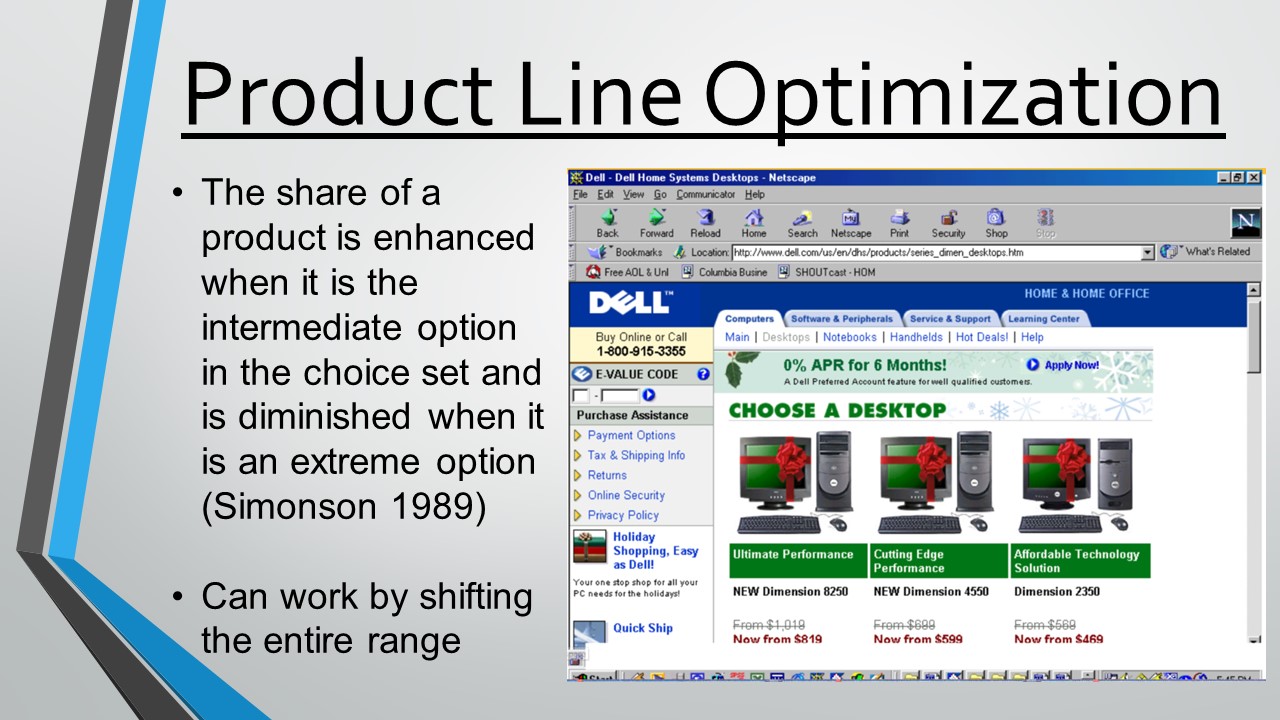 Product Line Optimization
• The share of a
product is enhanced
when it is the
intermediate option
in the choice set and
is diminished when it
is an extreme option
(Simonson 1989)
• Can work by shifting
the entire range
Dell - Dell Home Systems Desktops - Netscape
File Edit View Go Communicator Help
Back Forward Reload Home Search Netscape Print Security Shop Stop
N
Bookmarks Location: http://www.dell.com/us/en/dhs/products/series_dimen_desktops.htm What's Related
Free AOL & Unl Columbia Busine SHOUTcast - HOM
DELL™
HOME & HOME OFFICE
Computers Software & Peripherals Service & Support Learning Center
Main | Desktops | Notebooks | Handhelds | Hot Deals! | Help
Buy Online or Call
1-800-915-3355
E-VALUE CODE ?
-
Purchase Assistance
Payment Options
Tax & Shipping Info
Returns
Online Security
Privacy Policy
Holiday
Shopping, Easy
as Dell!
Your one stop shop for all your
PC needs for the holidays!
Quick Ship
0% APR for 6 Months! Apply Now!
A Dell Preferred Account feature for well qualified customers.
CHOOSE A DESKTOP
Ultimate Performance
NEW Dimension 8250
From $1,019
Now from $819
Cutting Edge
Performance
NEW Dimension 4550
From $699
Now from $599
Affordable Technology
Solution
Dimension 2350
From $569
Now from $469
Start